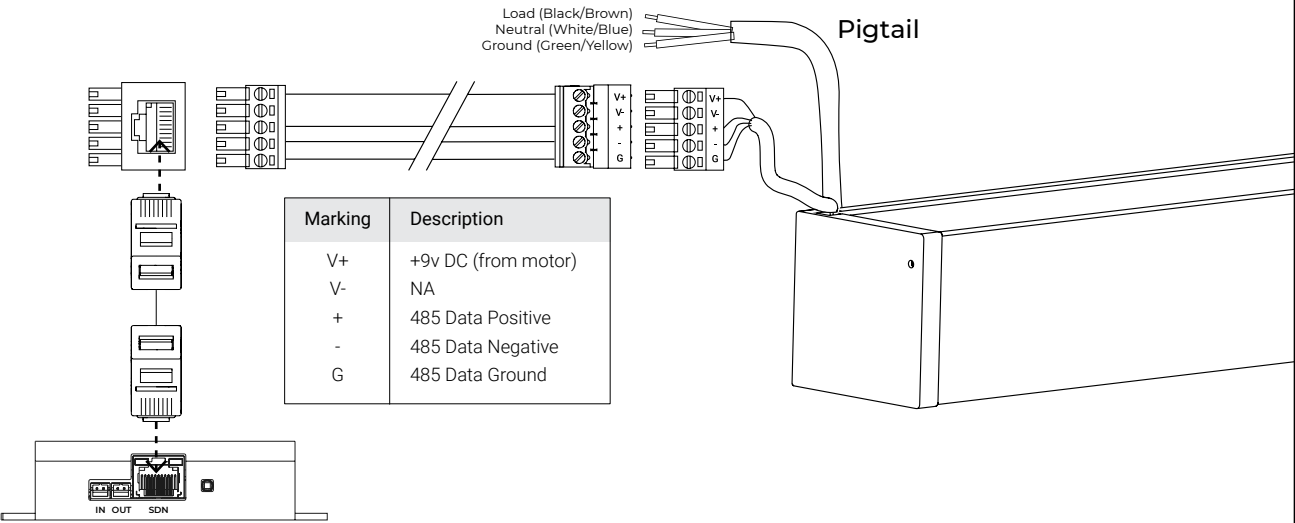 Load (Black/Brown)
Neutral (White/Blue)
Ground (Green/Yellow)
Pigtail
V+
V-
+
-
G
V+
V-
+
-
G
Marking Description
V+ +9v DC (from motor)
V- NA
+ 485 Data Positive
- 485 Data Negative
G 485 Data Ground
IN OUT SDN